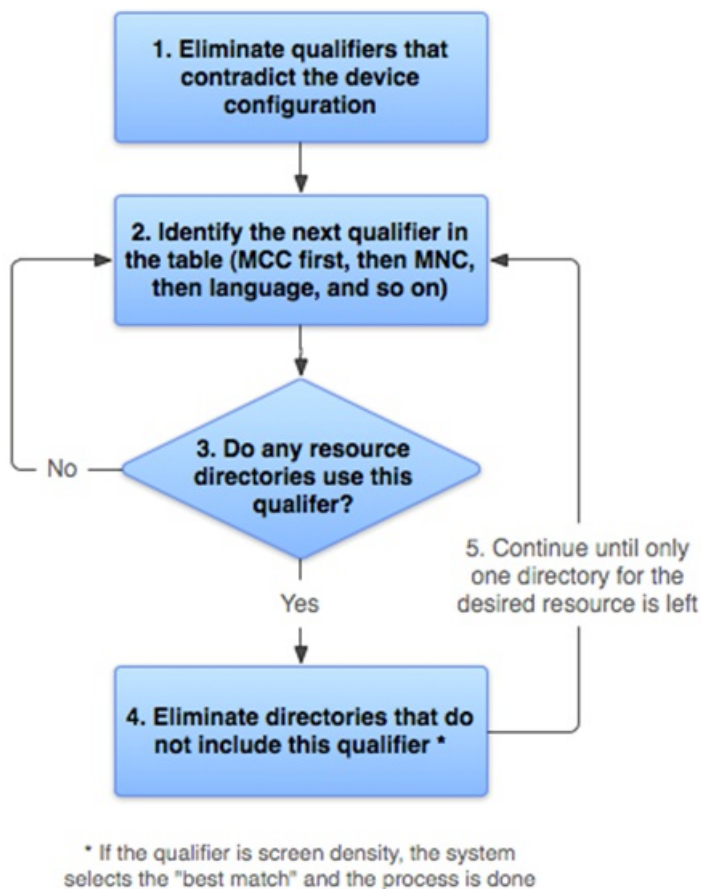 1. Eliminate qualifiers that
contradict the device
configuration
2. Identify the next qualifier in
the table (MCC first, then MNC,
then language, and so on)
3. Do any resource
directories use this
qualifer?
No
Yes
5. Continue until only
one directory for the
desired resource is left
4. Eliminate directories that do
not include this qualifier *
* If the qualifier is screen density, the system
selects the "best match" and the process is done